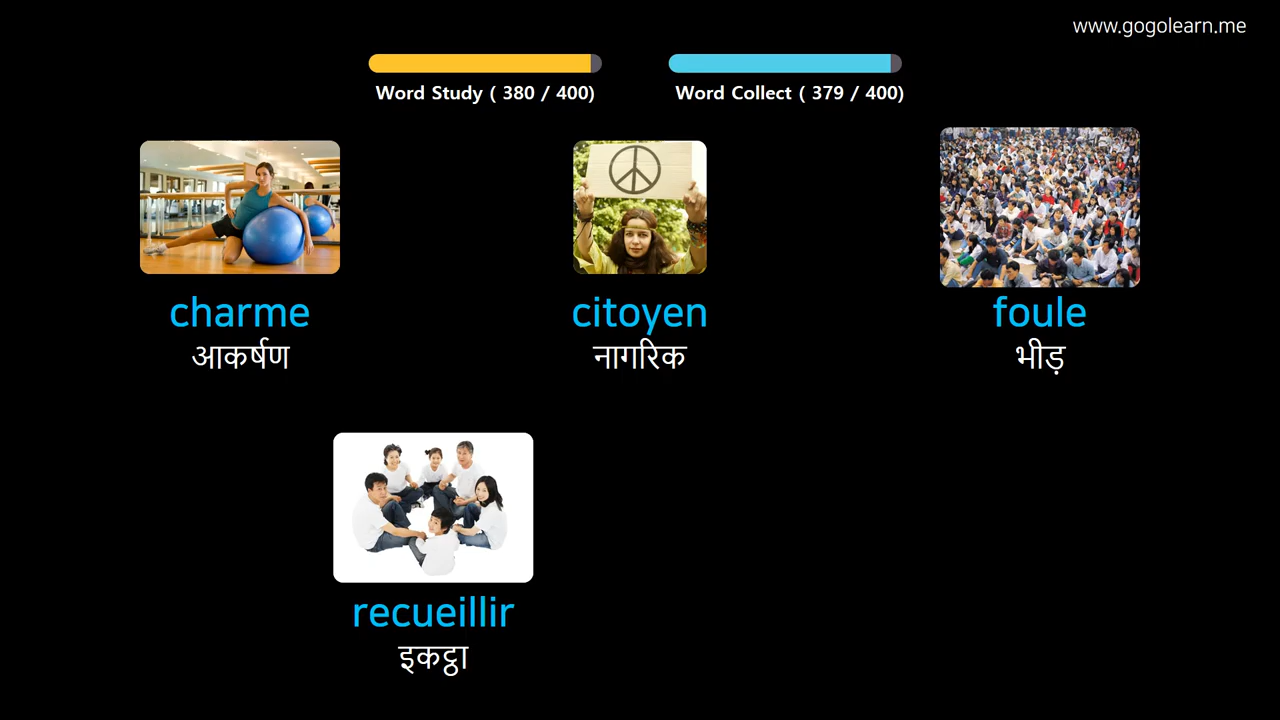 www.gogolearn.me
Word Study ( 380 / 400)
Word Collect ( 379 / 400)
charme
आकर्षण
citoyen
नागरिक
foule
भीड़
recueillir
इकट्ठा